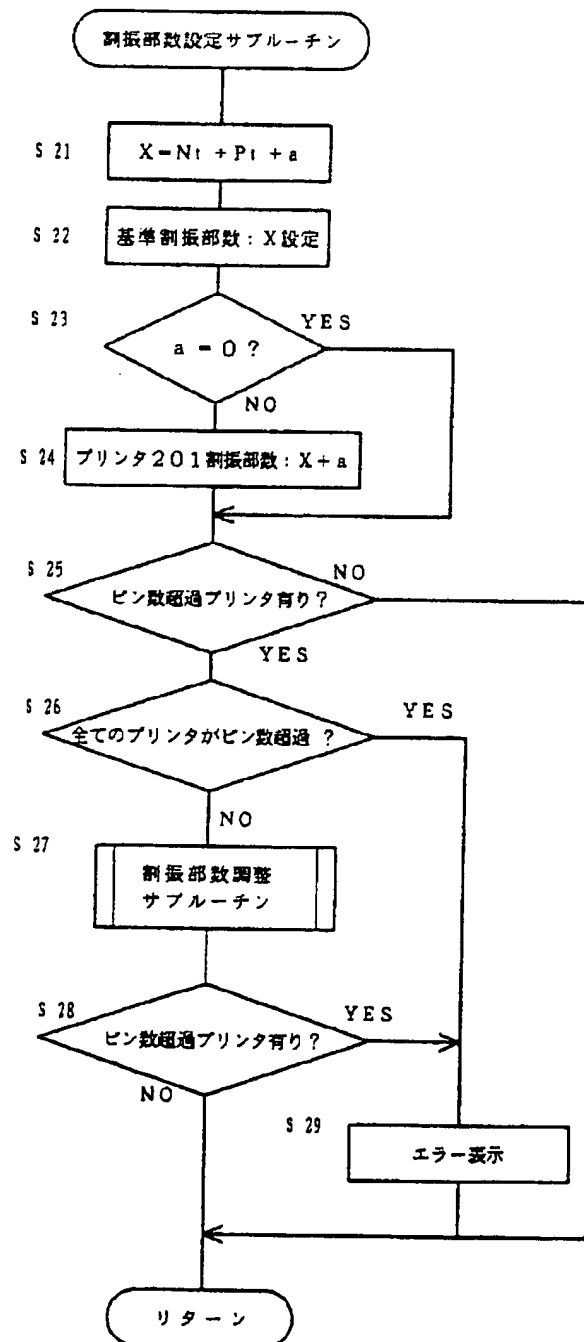 割振部数設定サブルーチン
S 21
X=Nt+Pt+a
S 22
基準割振部数:X設定
S 23
a=0?
YES
NO
S 24
プリンタ201割振部数:X+a
S 25
ビン数超過プリンタ有り?
NO
YES
S 26
全てのプリンタがビン数超過 ?
YES
NO
S 27
割振部数調整
サブルーチン
S 28
ビン数超過プリンタ有り?
YES
NO
S 29
エラー表示
リターン